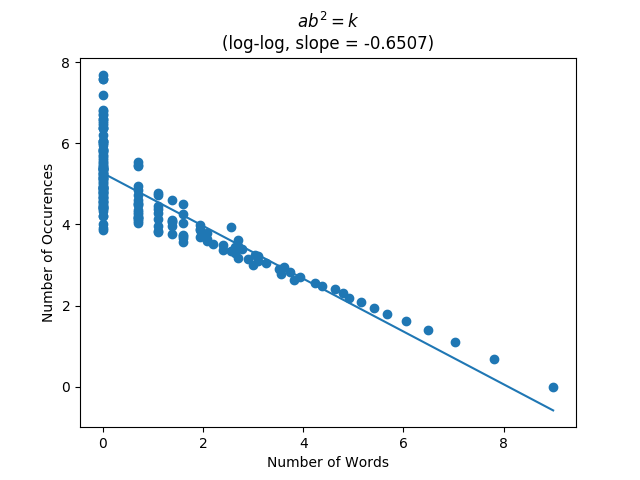 ab² = k
(log-log, slope = -0.6507)
8
6
4
2
0
Number of Occurences
0 2 4 6 8
Number of Words